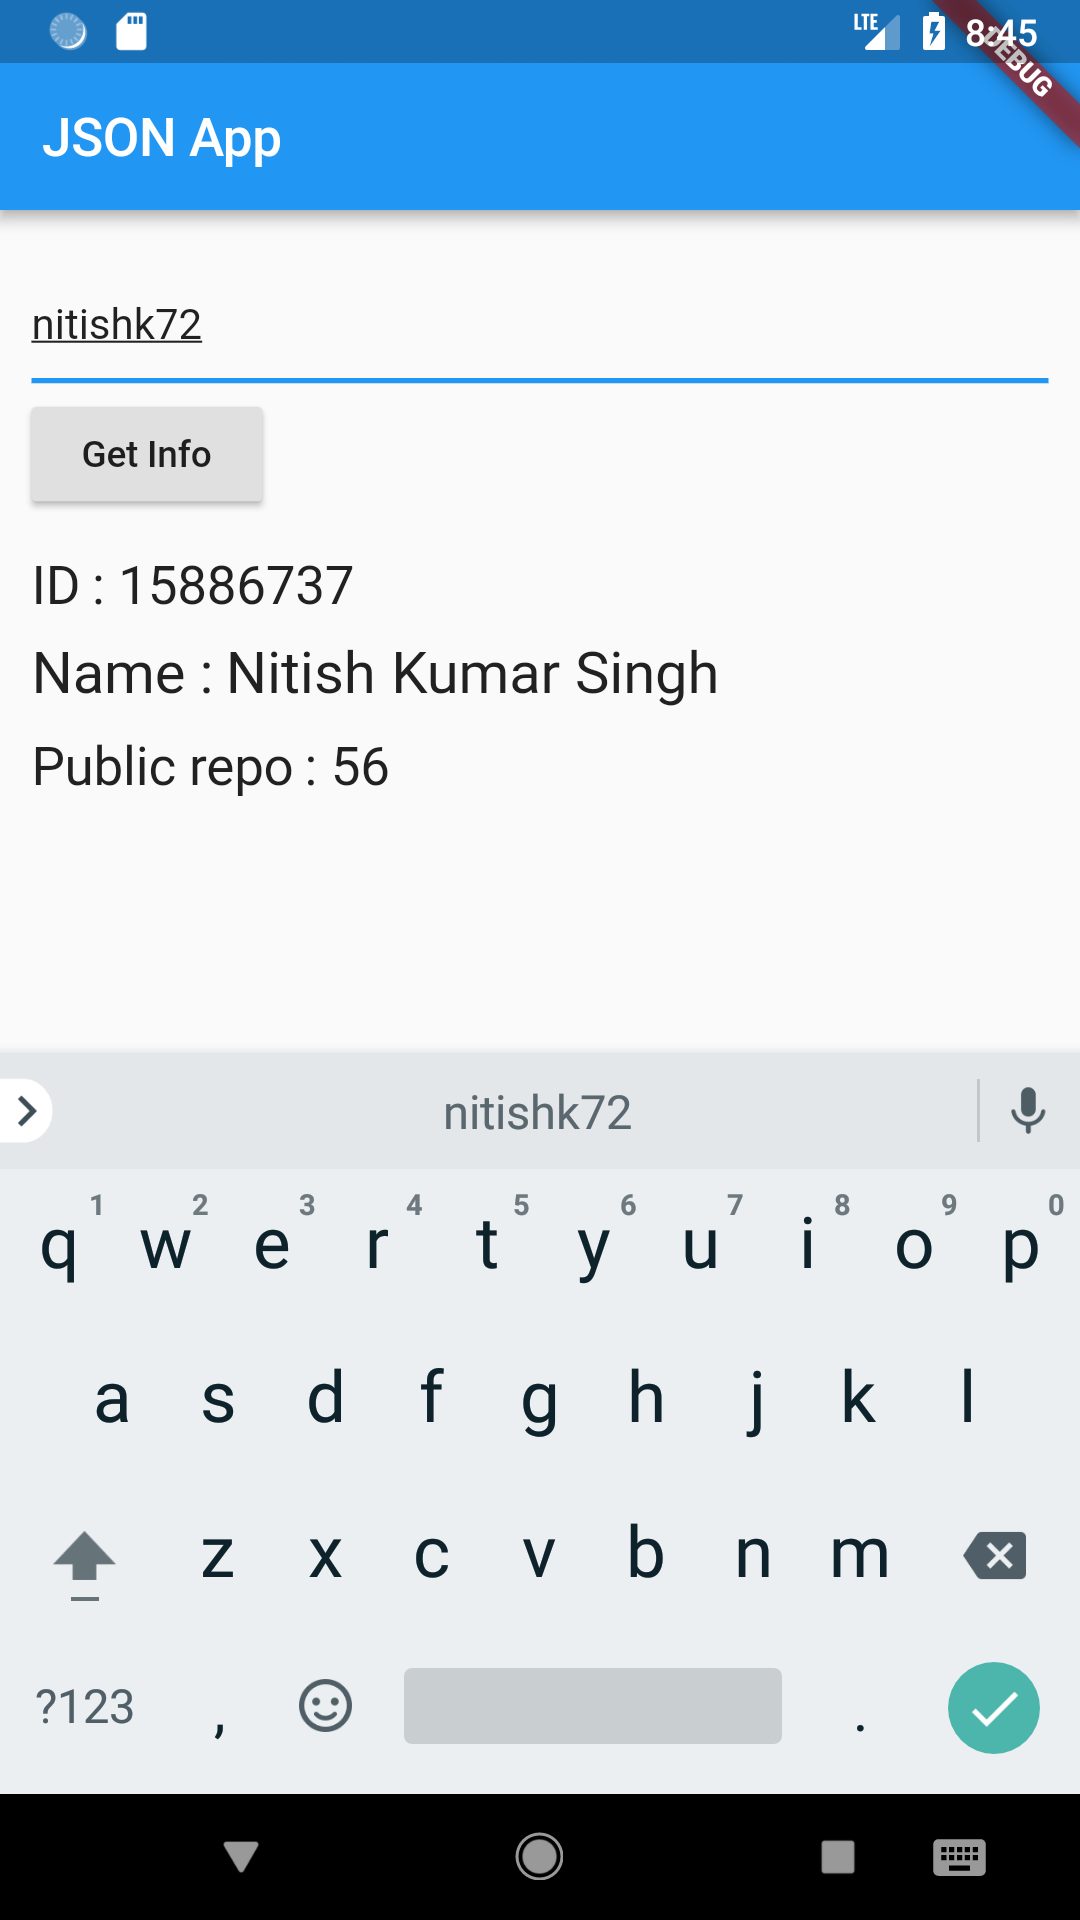 LTE 8:45
DEBUG
JSON App
nitishk72
Get Info
ID : 15886737
Name : Nitish Kumar Singh
Public repo : 56
nitishk72
1 2 3 4 5 6 7 8 9 0
q w e r t y u i o p
a s d f g h j k l
z x c v b n m
?123 , .